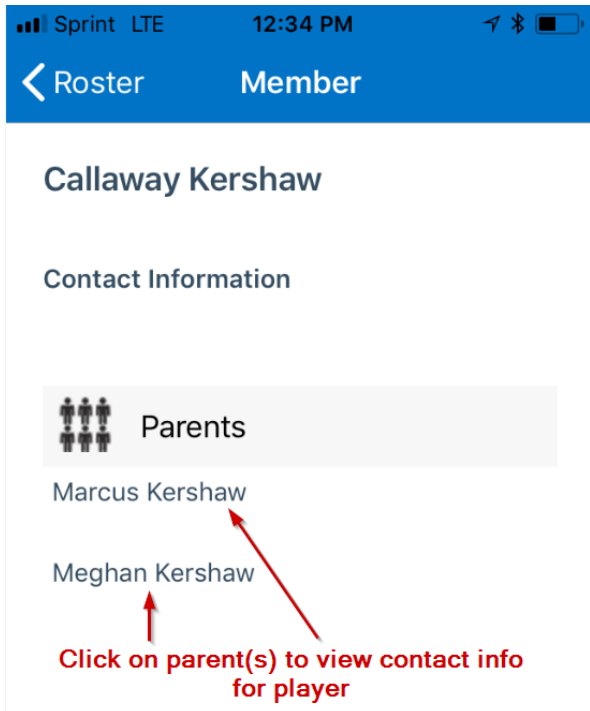 Sprint LTE 12:34 PM
Roster Member
Callaway Kershaw
Contact Information
Parents
Marcus Kershaw
Meghan Kershaw
Click on parent(s) to view contact info
for player